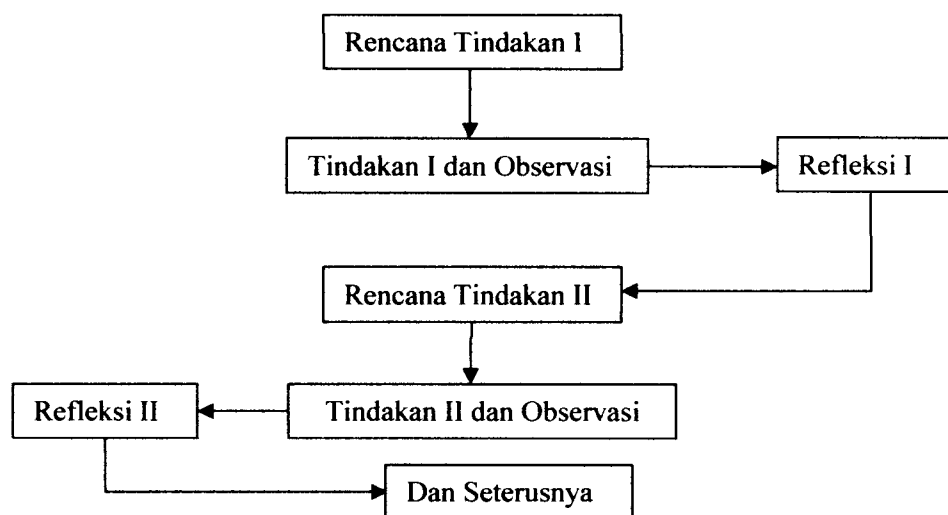 Rencana Tindakan I
Tindakan I dan Observasi
Refleksi I
Rencana Tindakan II
Refleksi II
Tindakan II dan Observasi
Dan Seterusnya